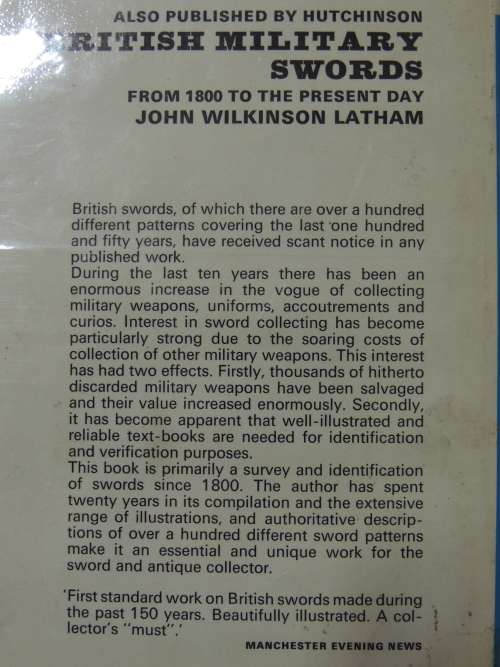 ALSO PUBLISHED BY HUTCHINSON
BRITISH MILITARY
SWORDS
FROM 1800 TO THE PRESENT DAY
JOHN WILKINSON LATHAM
British swords, of which there are over a hundred
different patterns covering the last one hundred
and fifty years, have received scant notice in any
published work.
During the last ten years there has been an
enormous increase in the vogue of collecting
military weapons, uniforms, accoutrements and
curios. Interest in sword collecting has become
particularly strong due to the soaring costs of
collection of other military weapons. This interest
has had two effects. Firstly, thousands of hitherto
discarded military weapons have been salvaged
and their value increased enormously. Secondly,
it has become apparent that well-illustrated and
reliable text-books are needed for identification
and verification purposes.
This book is primarily a survey and identification
of swords since 1800. The author has spent
twenty years in its compilation and the extensive
range of illustrations, and authoritative descrip-
tions of over a hundred different sword patterns
make it an essential and unique work for the
sword and antique collector.
'First standard work on British swords made during
the past 150 years. Beautifully illustrated. A col-
lector's "must".'
MANCHESTER EVENING NEWS